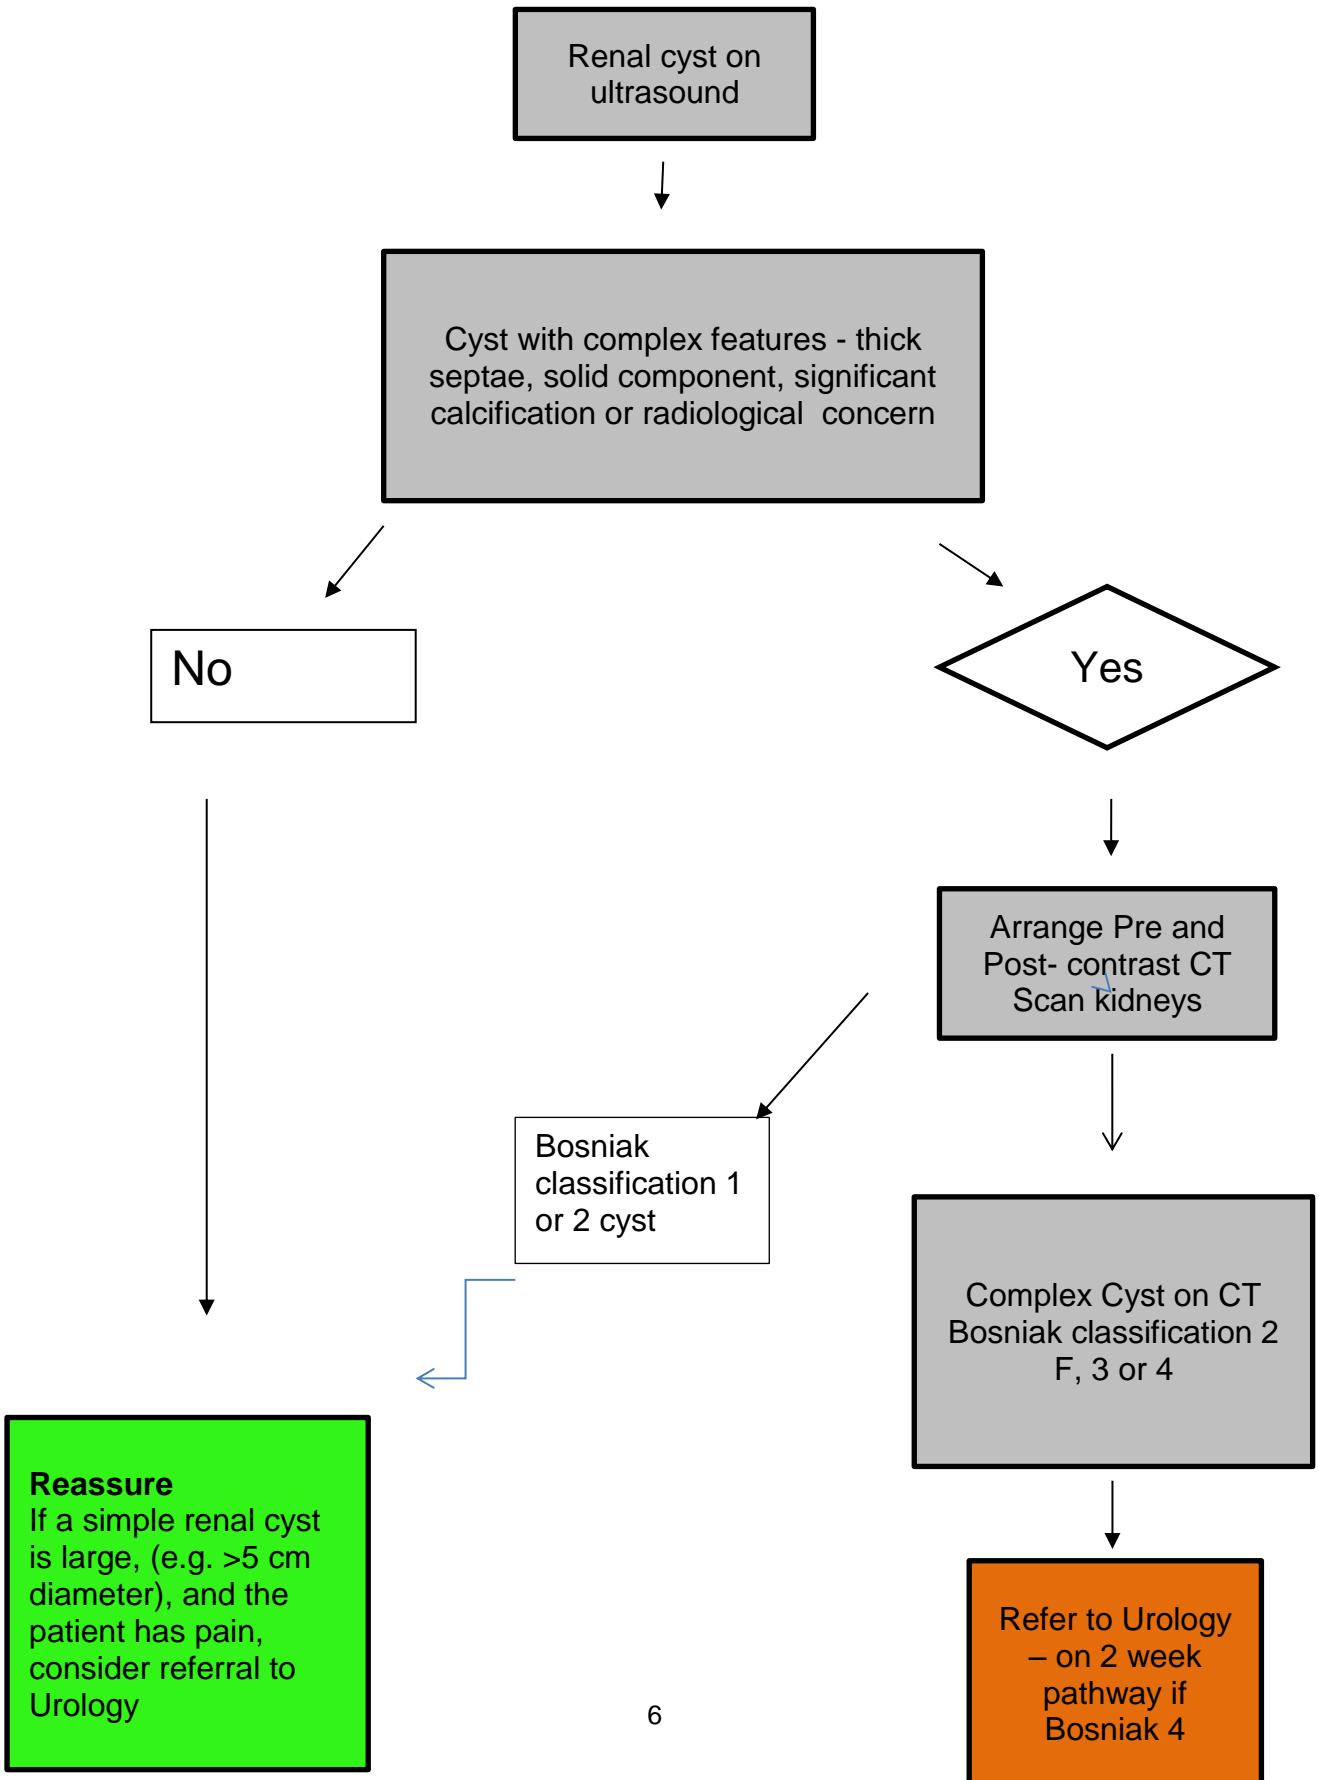 Renal cyst on
ultrasound
Cyst with complex features - thick
septae, solid component, significant
calcification or radiological  concern
No
Yes
Arrange Pre and
Post- contrast CT
Scan kidneys
Bosniak
classification 1
or 2 cyst
Complex Cyst on CT
Bosniak classification 2
F, 3 or 4
Reassure
If a simple renal cyst
is large, (e.g. >5 cm
diameter), and the
patient has pain,
consider referral to
Urology
Refer to Urology
– on 2 week
pathway if
Bosniak 4
6